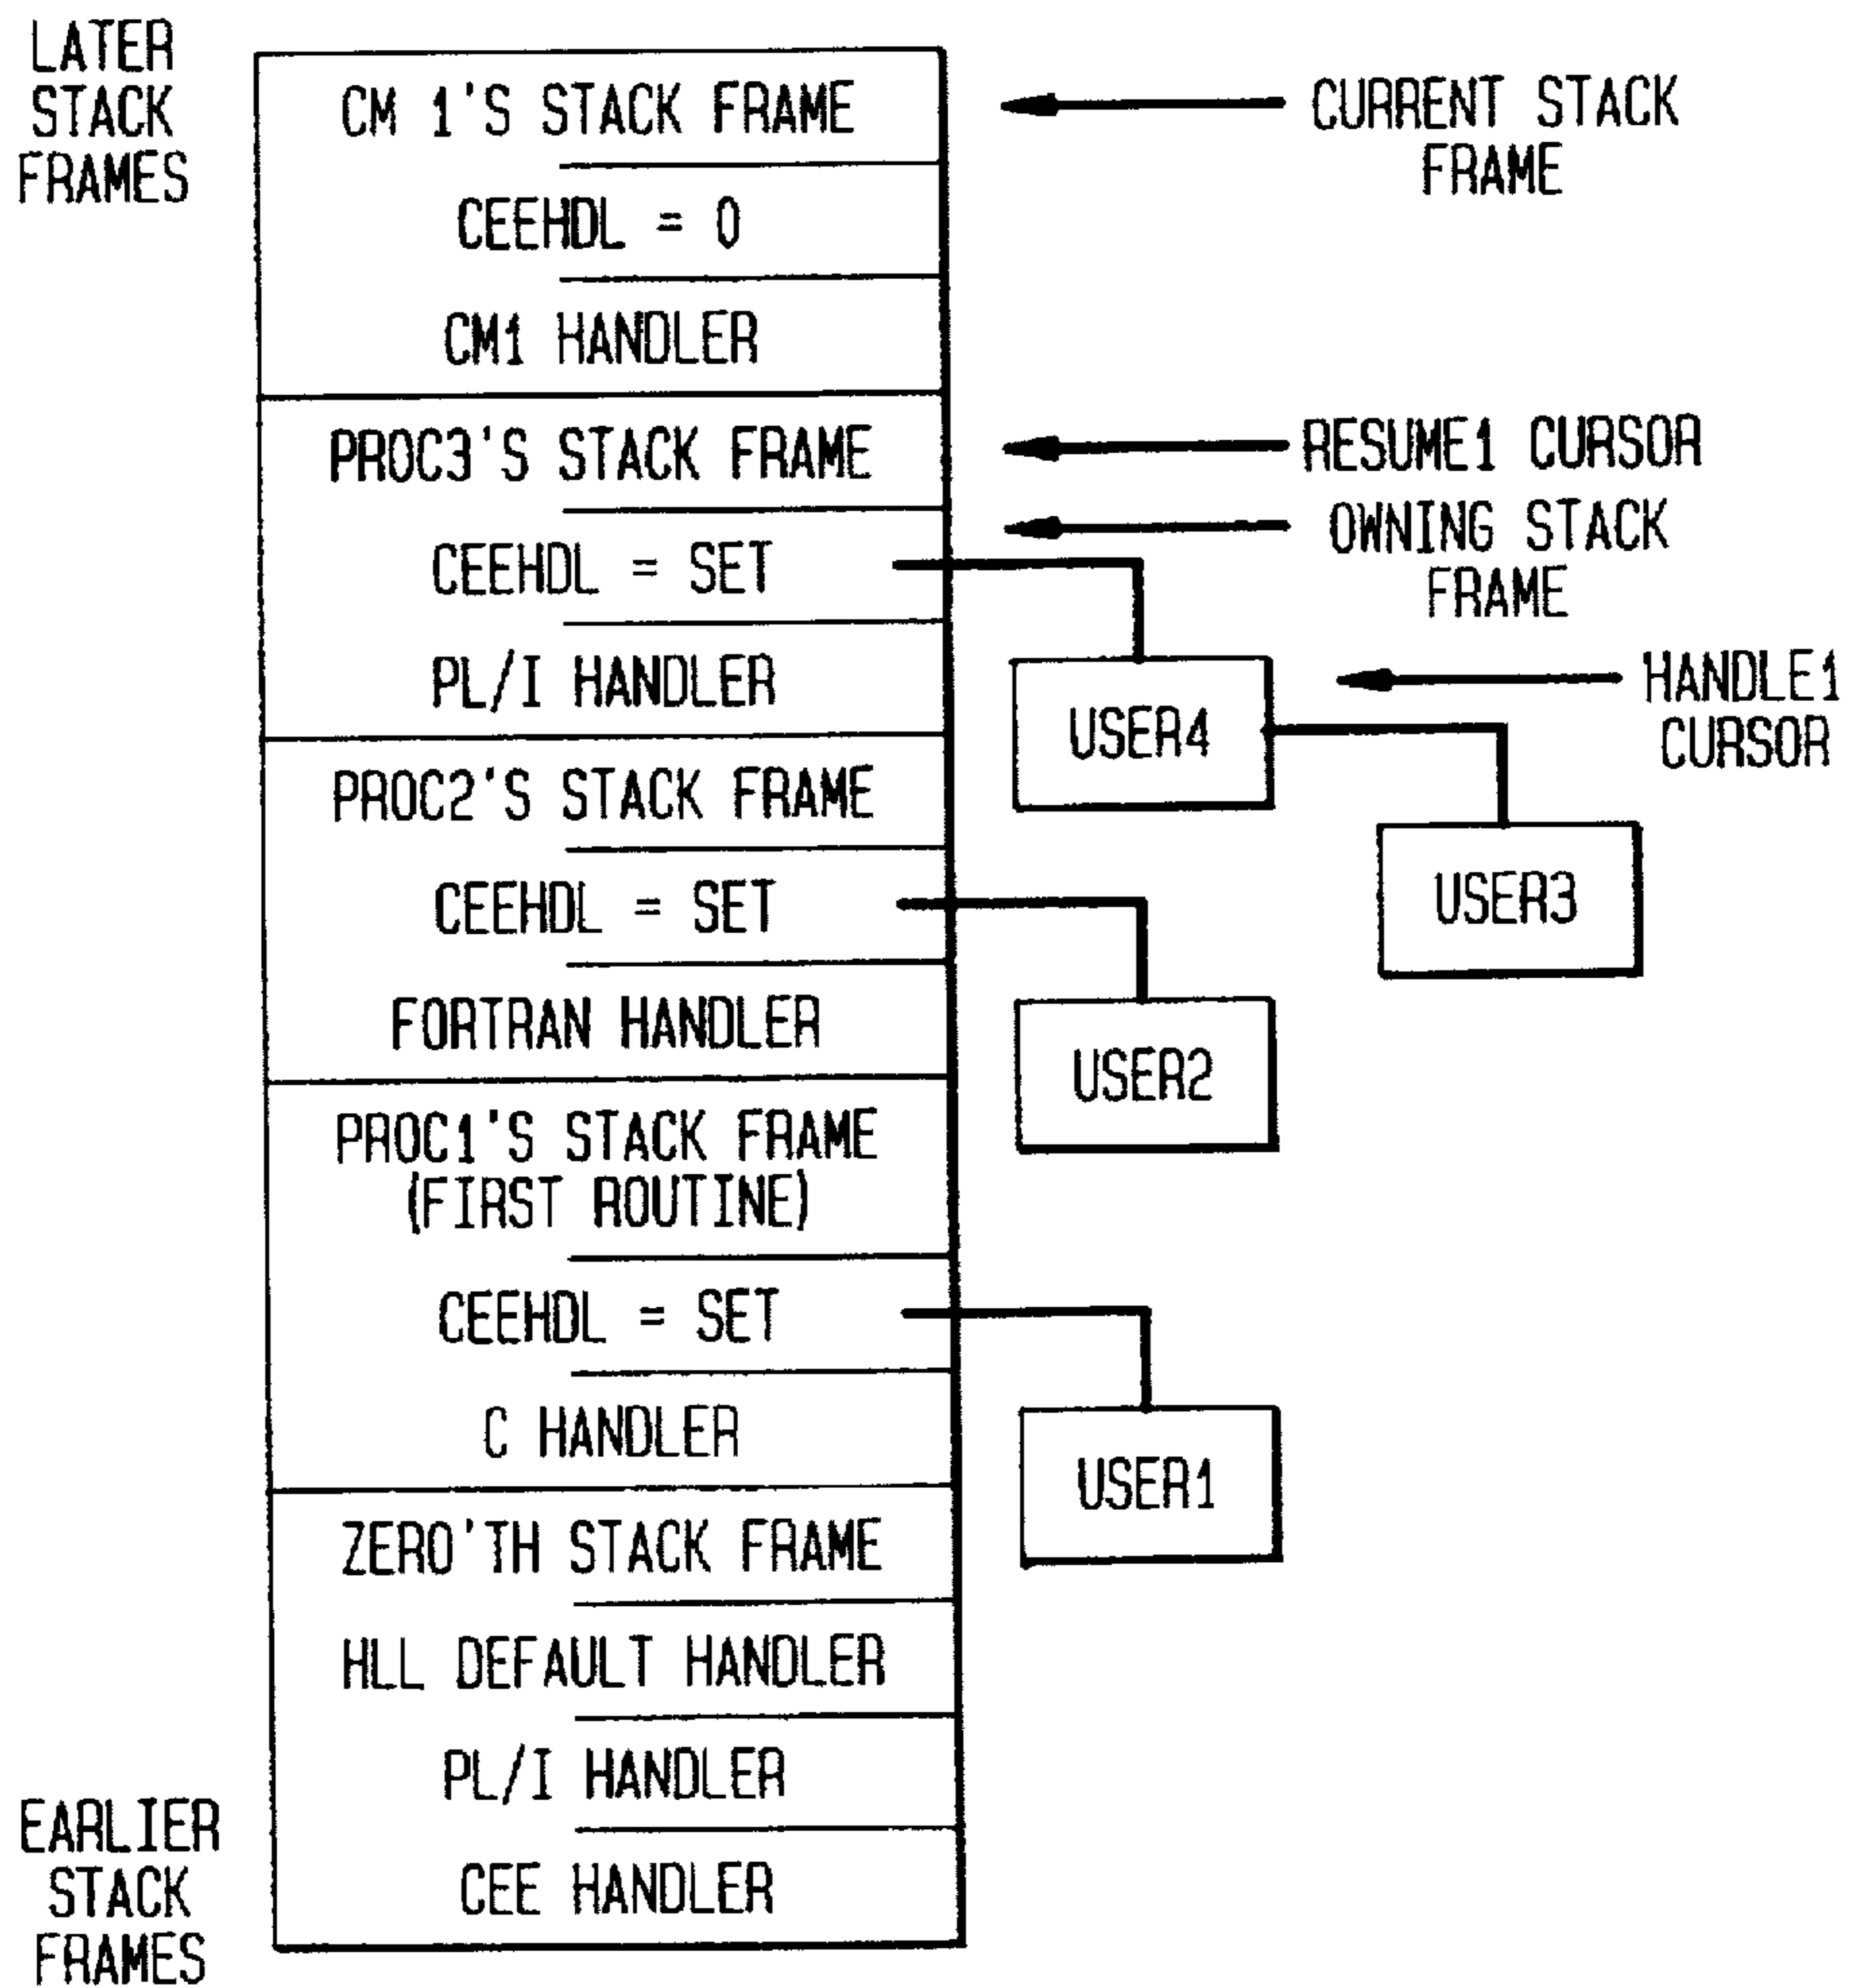 LATER
STACK
FRAMES
CM 1'S STACK FRAME
CURRENT STACK
FRAME
CEEHDL = 0
CM1 HANDLER
PROC3'S STACK FRAME
RESUME1 CURSOR
OWNING STACK
FRAME
CEEHDL = SET
PL/I HANDLER
HANDLE1
CURSOR
USER4
PROC2'S STACK FRAME
USER3
CEEHDL = SET
FORTRAN HANDLER
USER2
PROC1'S STACK FRAME
(FIRST ROUTINE)
CEEHDL = SET
C HANDLER
USER1
ZERO'TH STACK FRAME
HLL DEFAULT HANDLER
PL/I HANDLER
CEE HANDLER
EARLIER
STACK
FRAMES